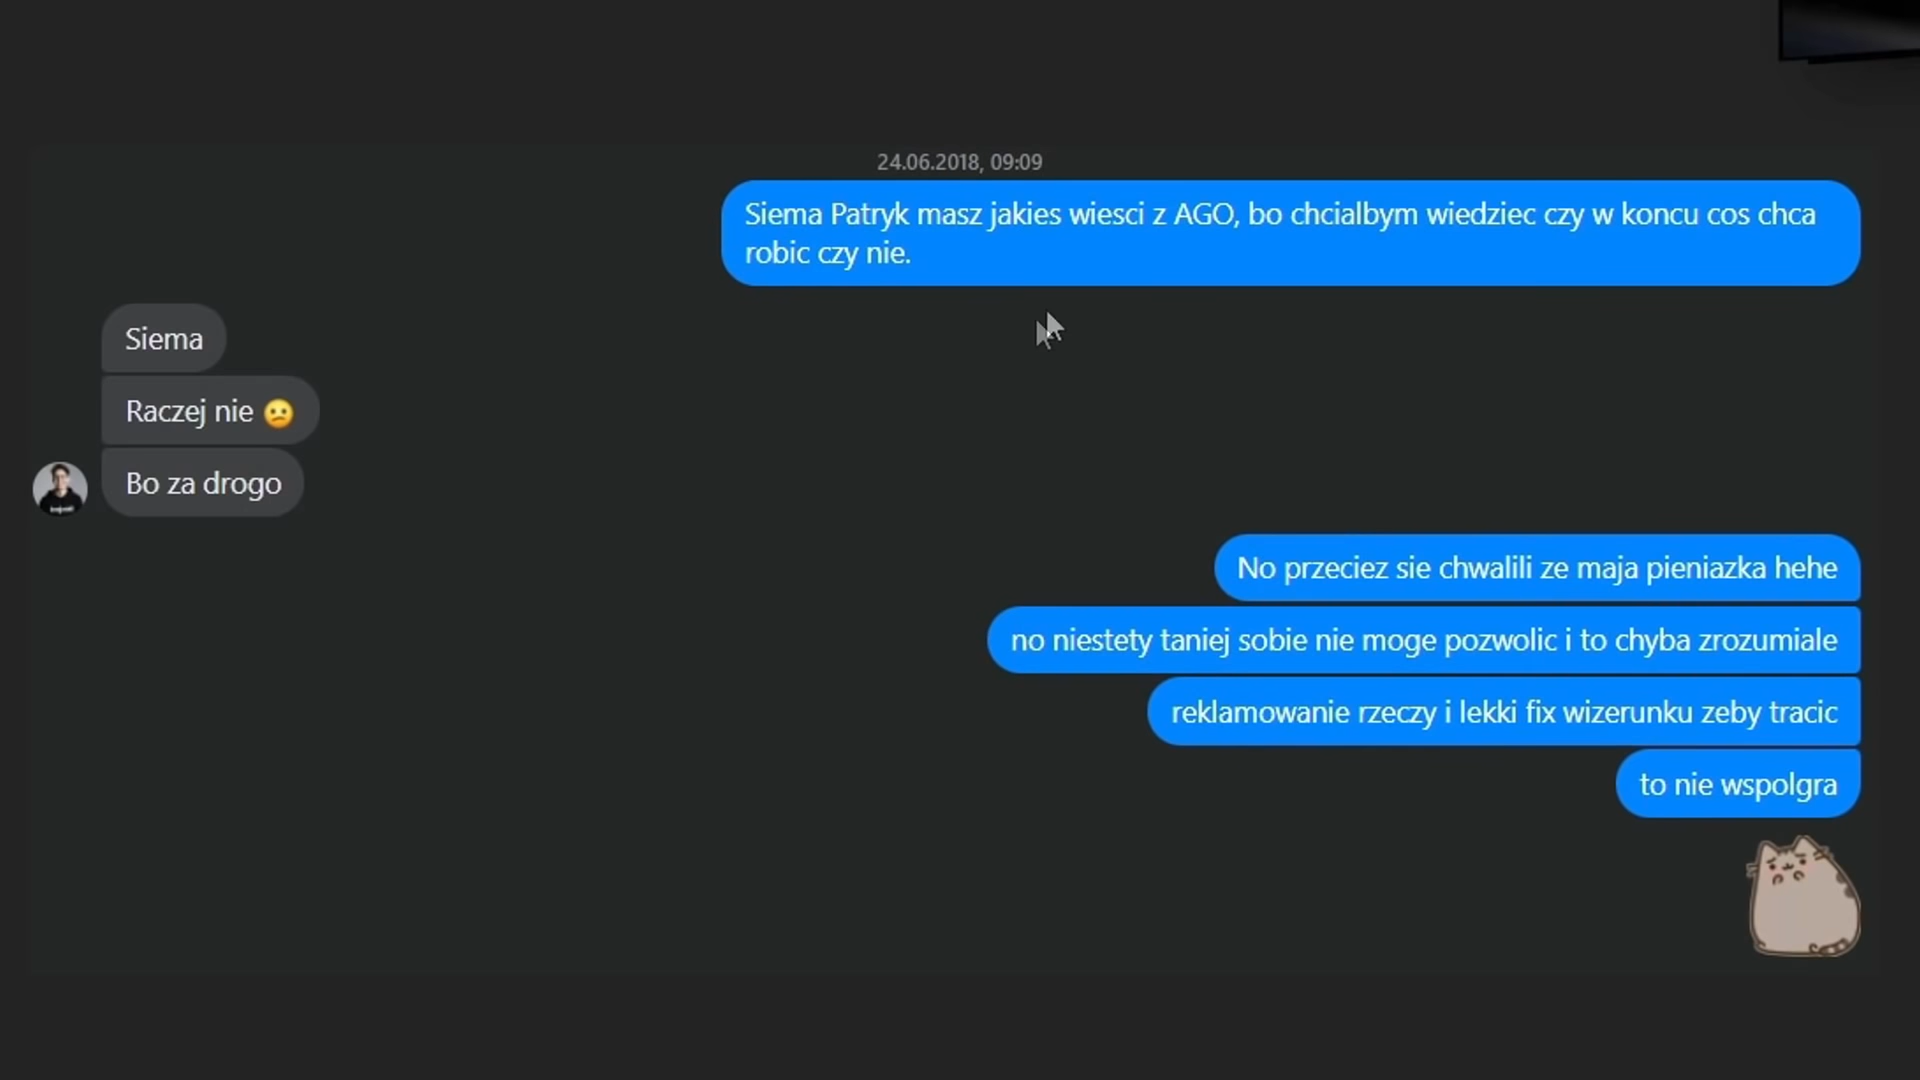 24.06.2018, 09:09
Siema Patryk masz jakies wiesci z AGO, bo chcialbym wiedziec czy w koncu cos chca
robic czy nie.
Siema
Raczej nie 😕
Bo za drogo
No przeciez sie chwalili ze maja pieniazka hehe
no niestety taniej sobie nie moge pozwolic i to chyba zrozumiale
reklamowanie rzeczy i lekki fix wizerunku zeby tracic
to nie wspolgra